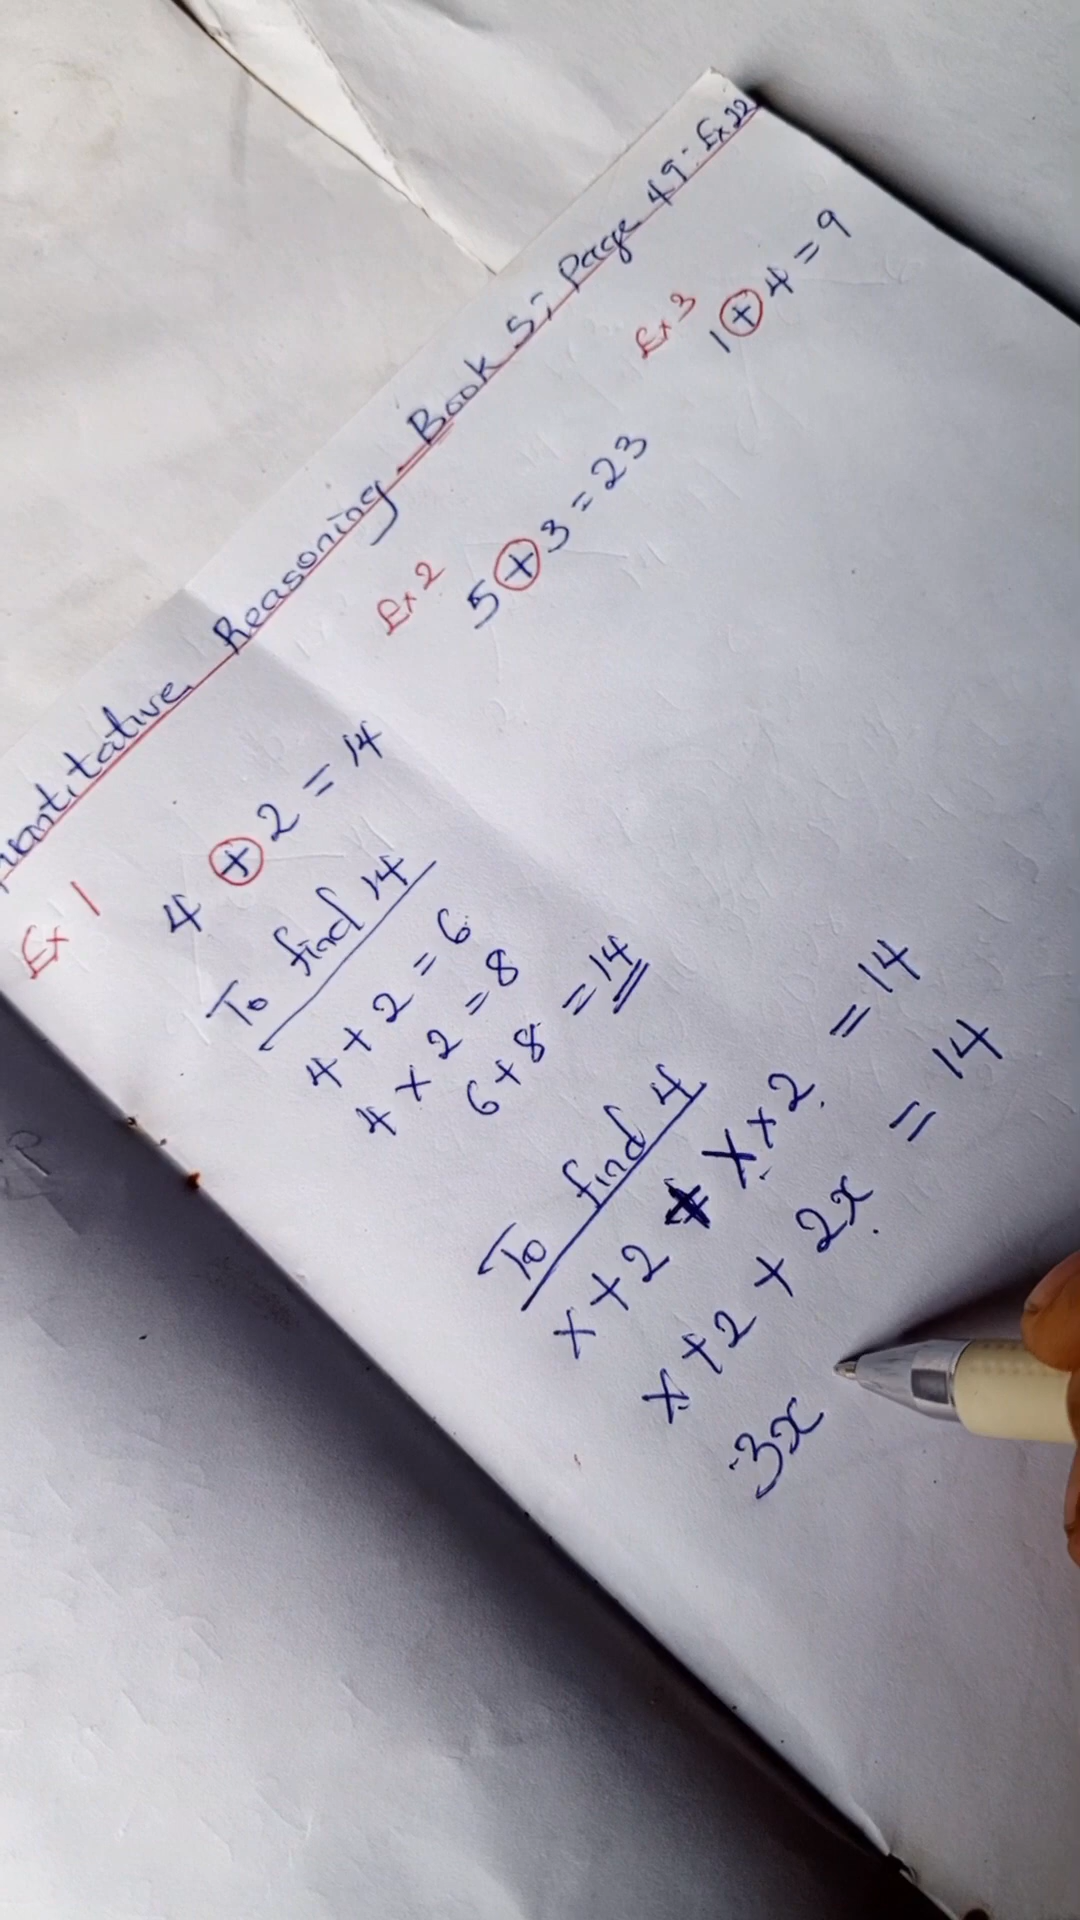 uantitative Reasoning - Book 5; Page 49 - Ex 22
Ex 1
4 ⊕ 2 = 14
Ex 2
5 ⊕ 3 = 23
Ex 3
1 ⊕ 4 = 9
To find 14
4 + 2 = 6
4 × 2 = 8
6 + 8 = 14
To find 4
x + 2 + x × 2 = 14
x + 2 + 2x = 14
3x